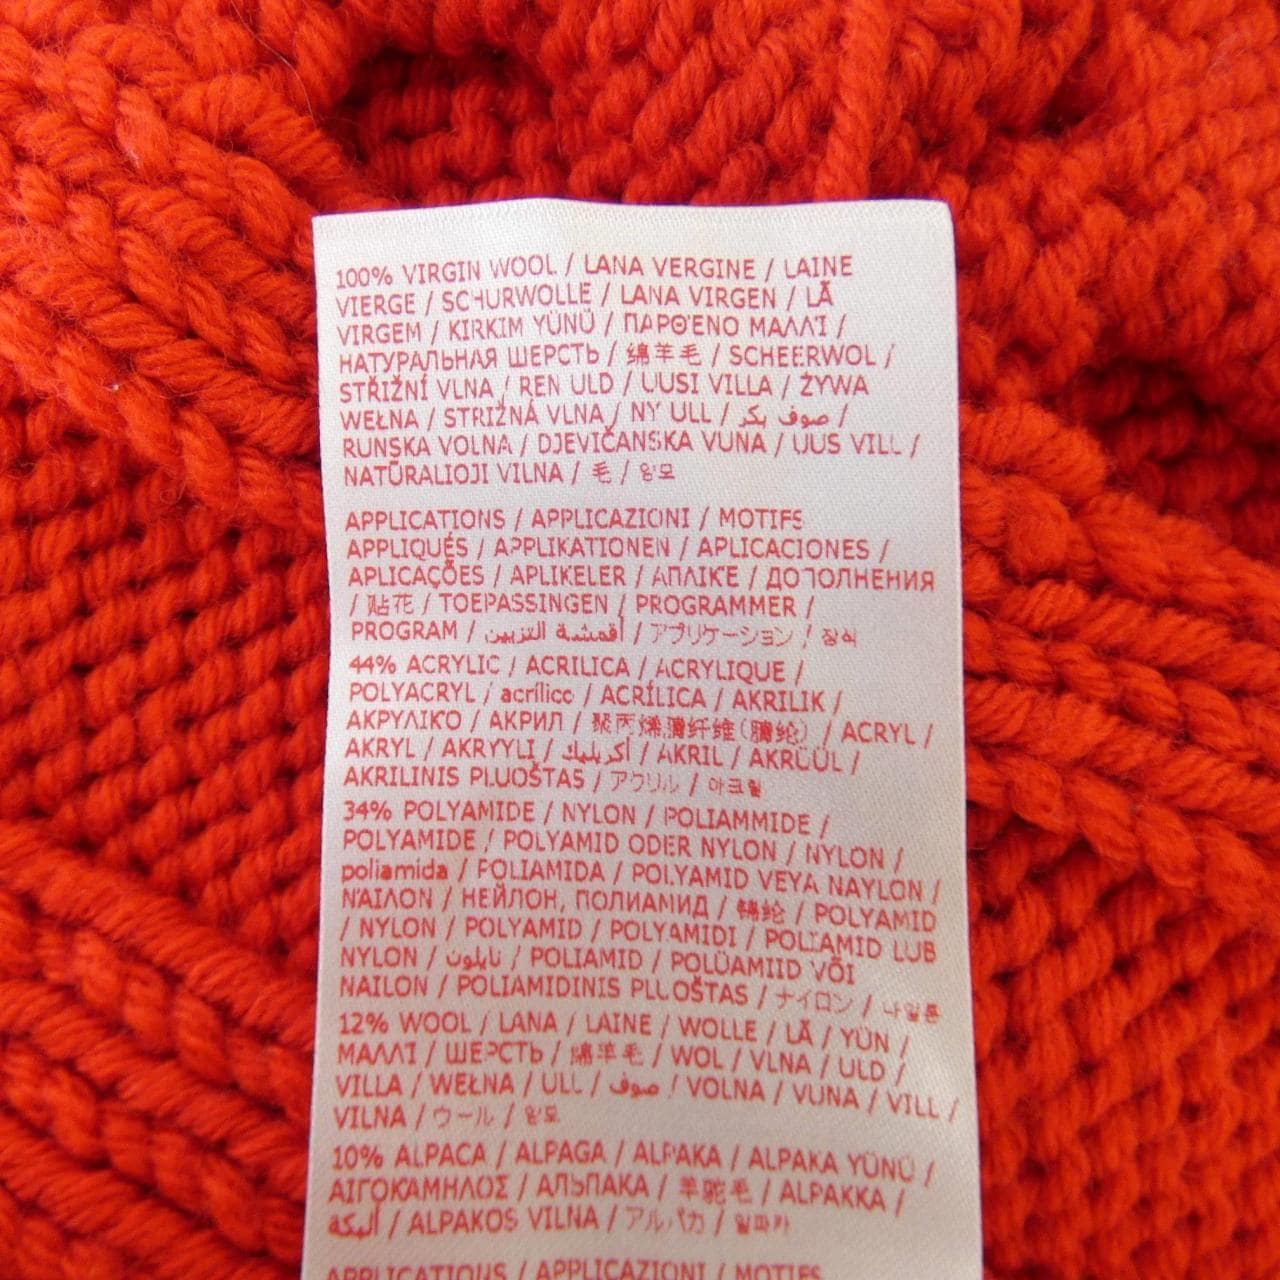 100% VIRGIN WOOL / LANA VERGINE / LAINE
VIERGE / SCHURWOLLE / LANA VIRGEN / LÃ
VIRGEM / KIRKIM YÜNÜ / ΠΑΡΘΈΝΟ ΜΑΛΛΊ /
НАТУРАЛЬНАЯ ШЕРСТЬ / 绵羊毛 / SCHEERWOL /
STŘIŽNÍ VLNA / REN ULD / UUSI VILLA / ŻYWA
WEŁNA / STRIŽNÁ VLNA / NY ULL / صوف بكر /
RUNSKA VOLNA / DJEVIČANSKA VUNA / UUS VILL /
NATŪRALIOJI VILNA / 毛 / 양모
APPLICATIONS / APPLICAZIONI / MOTIFS
APPLIQUÉS / APPLIKATIONEN / APLICACIONES /
APLICAÇÕES / APLIKELER / ΑΠΛΙΚΈ / ДОПОЛНЕНИЯ
/ 贴花 / TOEPASSINGEN / PROGRAMMER /
PROGRAM / أقمشة التزيين / アプリケーション / 장식
44% ACRYLIC / ACRILICA / ACRYLIQUE /
POLYACRYL / acrílico / ACRÍLICA / AKRILIK /
ΑΚΡΥΛΙΚΌ / АКРИЛ / 聚丙烯腈纤维(腈纶) / ACRYL /
AKRYL / AKRYYLI / أكريليك / AKRIL / AKRÜÜL /
AKRILINIS PLUOŠTAS / アクリル / 아크릴
34% POLYAMIDE / NYLON / POLIAMMIDE /
POLYAMIDE / POLYAMID ODER NYLON / NYLON /
poliamida / POLIAMIDA / POLYAMID VEYA NAYLON /
ΝΆΙΛΟΝ / НЕЙЛОН, ПОЛИАМИД / 锦纶 / POLYAMID
/ NYLON / POLYAMID / POLYAMIDI / POLIAMID LUB
NYLON / نايلون / POLIAMID / POLÜAMIID VÕI
NAILON / POLIAMIDINIS PLUOŠTAS / ナイロン / 나일론
12% WOOL / LANA / LAINE / WOLLE / LÃ / YÜN /
ΜΑΛΛΊ / ШЕРСТЬ / 绵羊毛 / WOL / VLNA / ULD /
VILLA / WEŁNA / ULL / صوف / VOLNA / VUNA / VILL /
VILNA / ウール / 양모
10% ALPACA / ALPAGA / ALPAKA / ALPAKA YÜNÜ /
ΑΙΓΟΚΆΜΗΛΟΣ / АЛЬПАКА / 羊驼毛 / ALPAKKA /
ألبكة / ALPAKOS VILNA / アルパカ / 알파카
APPLICATIONS / APPLICAZIONI / MOTIFS